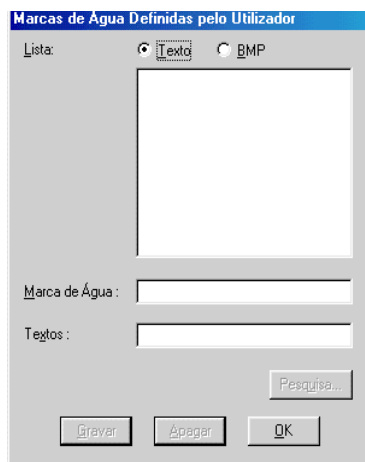 Marcas de Água Definidas pelo Utilizador
Lista: Texto BMP
Marca de Água :
Textos :
Pesquisa...
Gravar Apagar OK